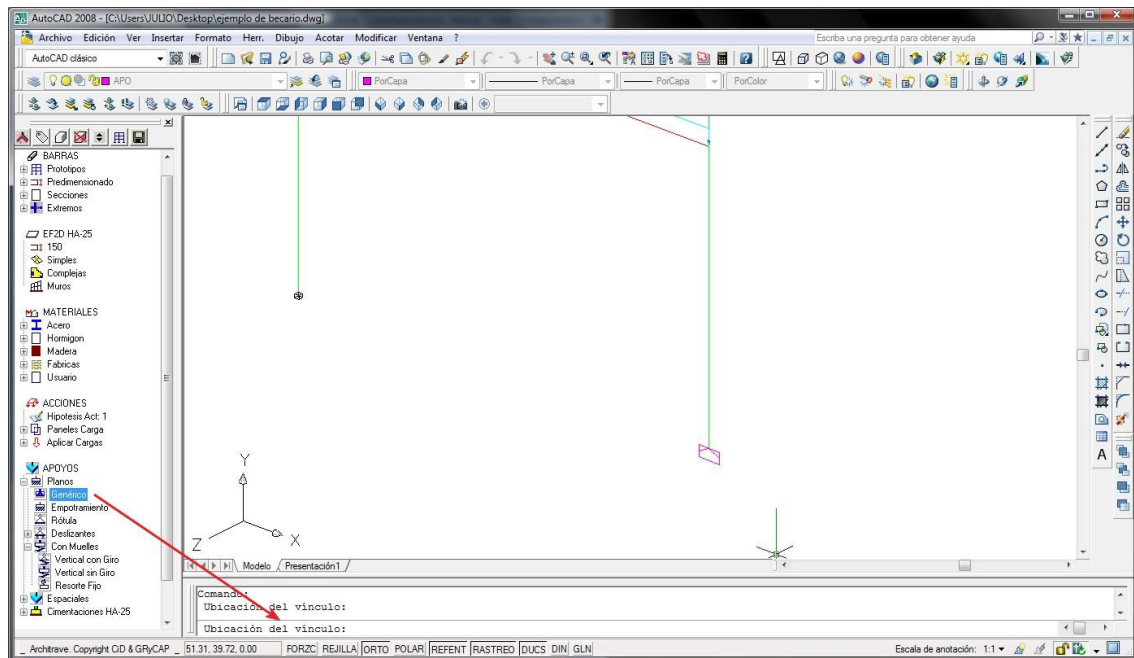 AutoCAD 2008 - [C:\Users\JULIO\Desktop\ejemplo de becario.dwg]
Archivo Edición Ver Insertar Formato Herr. Dibujo Acotar Modificar Ventana ?
Escriba una pregunta para obtener ayuda
AutoCAD clásico
APO
PorCapa
PorCapa
PorCapa
PorColor
BARRAS
Prototipos
Predimensionado
Secciones
Extremos
EF2D HA-25
150
Simples
Complejas
Muros
MATERIALES
Acero
Hormigon
Madera
Fabricas
Usuario
ACCIONES
Hipotesis Act: 1
Paneles Carga
Aplicar Cargas
APOYOS
Planos
Genérico
Empotramiento
Rótula
Deslizantes
Con Muelles
Vertical con Giro
Vertical sin Giro
Resorte Fijo
Espaciales
Cimentaciones HA-25
Y
X
Z
Modelo
Presentación1
Comando:
Ubicación del vínculo:
Ubicación del vínculo:
_ Architrave. Copyright CiD & GRyCAP _
51.31, 39.72, 0.00
FORZC REJILLA ORTO POLAR REFENT RASTREO DUCS DIN GLN
Escala de anotación: 1:1